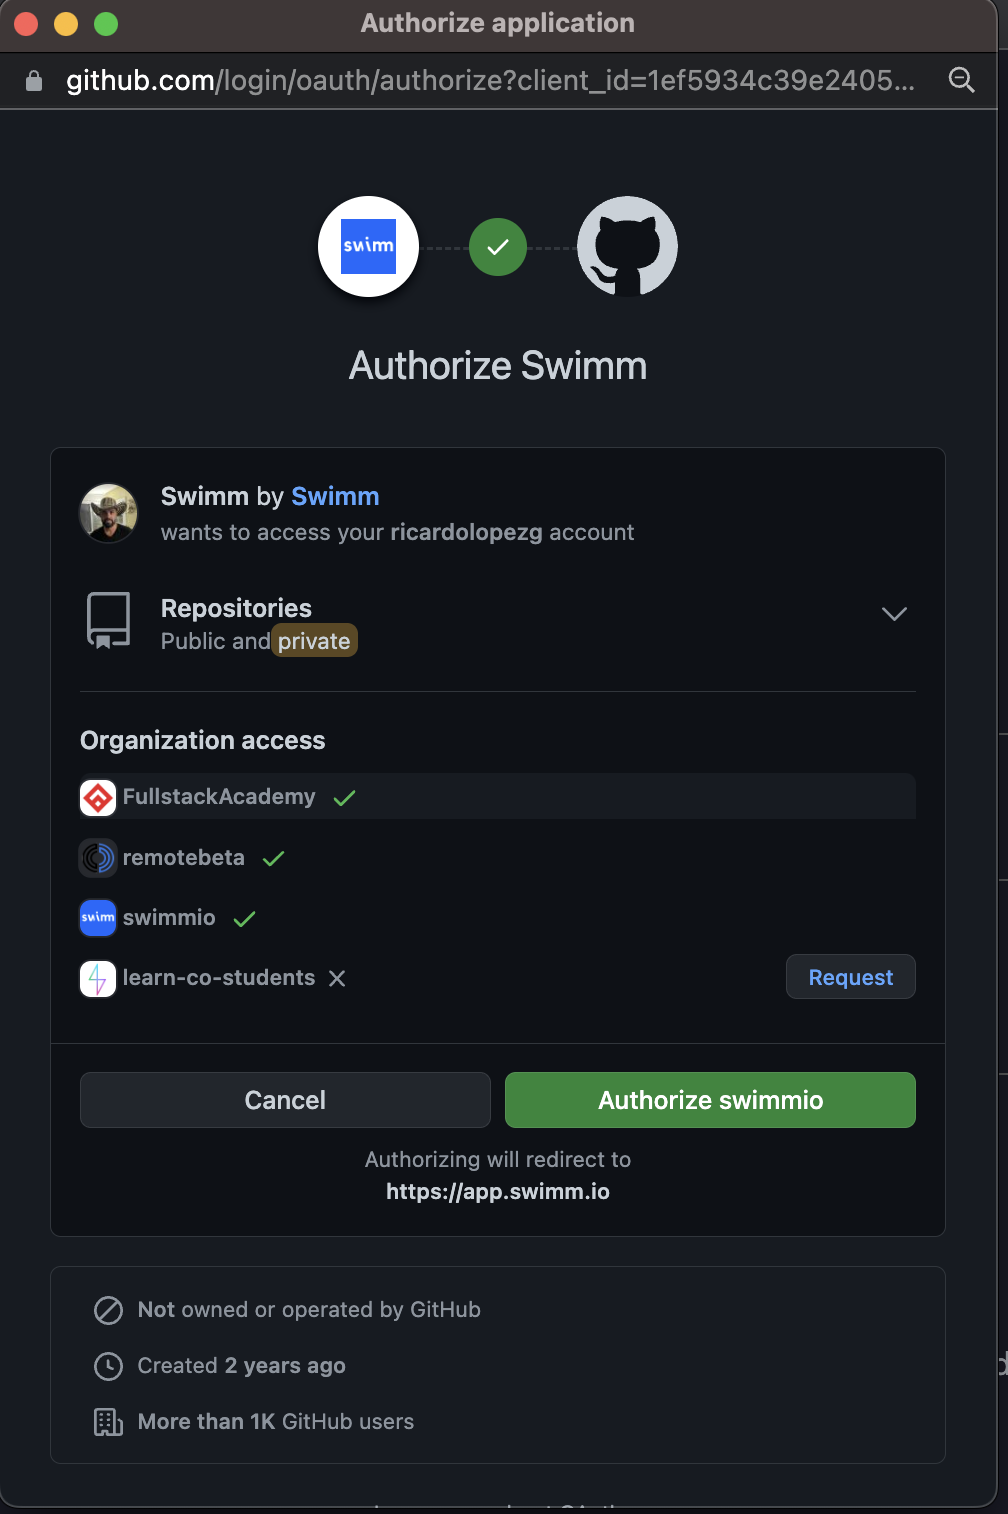 Authorize application
github.com/login/oauth/authorize?client_id=1ef5934c39e2405...
swimm
Authorize Swimm
Swimm by Swimm
wants to access your ricardolopezg account
Repositories
Public and private
Organization access
FullstackAcademy
remotebeta
swimm
swimmio
learn-co-students
Request
Cancel
Authorize swimmio
Authorizing will redirect to
https://app.swimm.io
Not owned or operated by GitHub
Created 2 years ago
More than 1K GitHub users